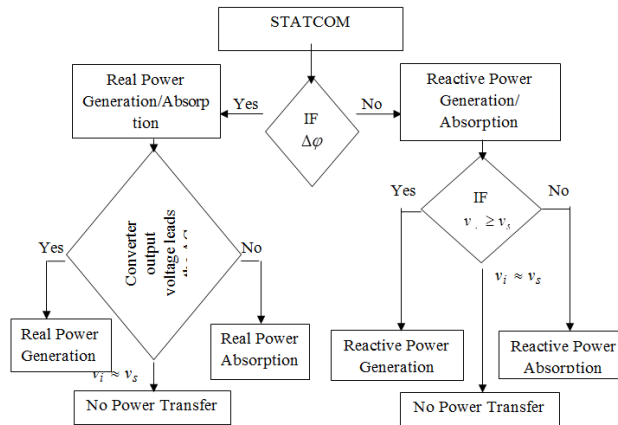 STATCOM
Real Power
Generation/Absorp
tion
Yes
IF
Δφ
No
Reactive Power
Generation/
Absorption
Yes
Converter
output
voltage leads
No
Yes
IF
v . ≥ vₛ
No
vᵢ ≈ vₛ
Real Power
Generation
Real Power
Absorption
Reactive Power
Generation
Reactive Power
Absorption
vᵢ ≈ vₛ
No Power Transfer
No Power Transfer